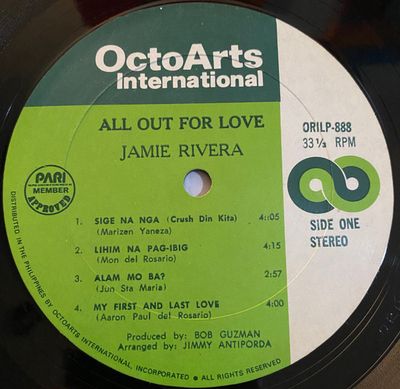 OctoArts
International
ALL OUT FOR LOVE
JAMIE RIVERA
ORILP-888
33⅓ RPM
PARI
MEMBER
APPROVED
SIDE ONE
STEREO
1. SIGE NA NGA (Crush Din Kita) 4:05
(Marizen Yaneza)
2. LIHIM NA PAG-IBIG 4:15
(Mon del Rosario)
3. ALAM MO BA? 2:57
(Jun Sta Maria)
4. MY FIRST AND LAST LOVE 4:00
(Aaron Paul del Rosario)
Produced by: BOB GUZMAN
Arranged by: JIMMY ANTIPORDA
DISTRIBUTED IN THE PHILIPPINES BY OCTOARTS INTERNATIONAL, INCORPORATED ● ALL RIGHTS RESERVED